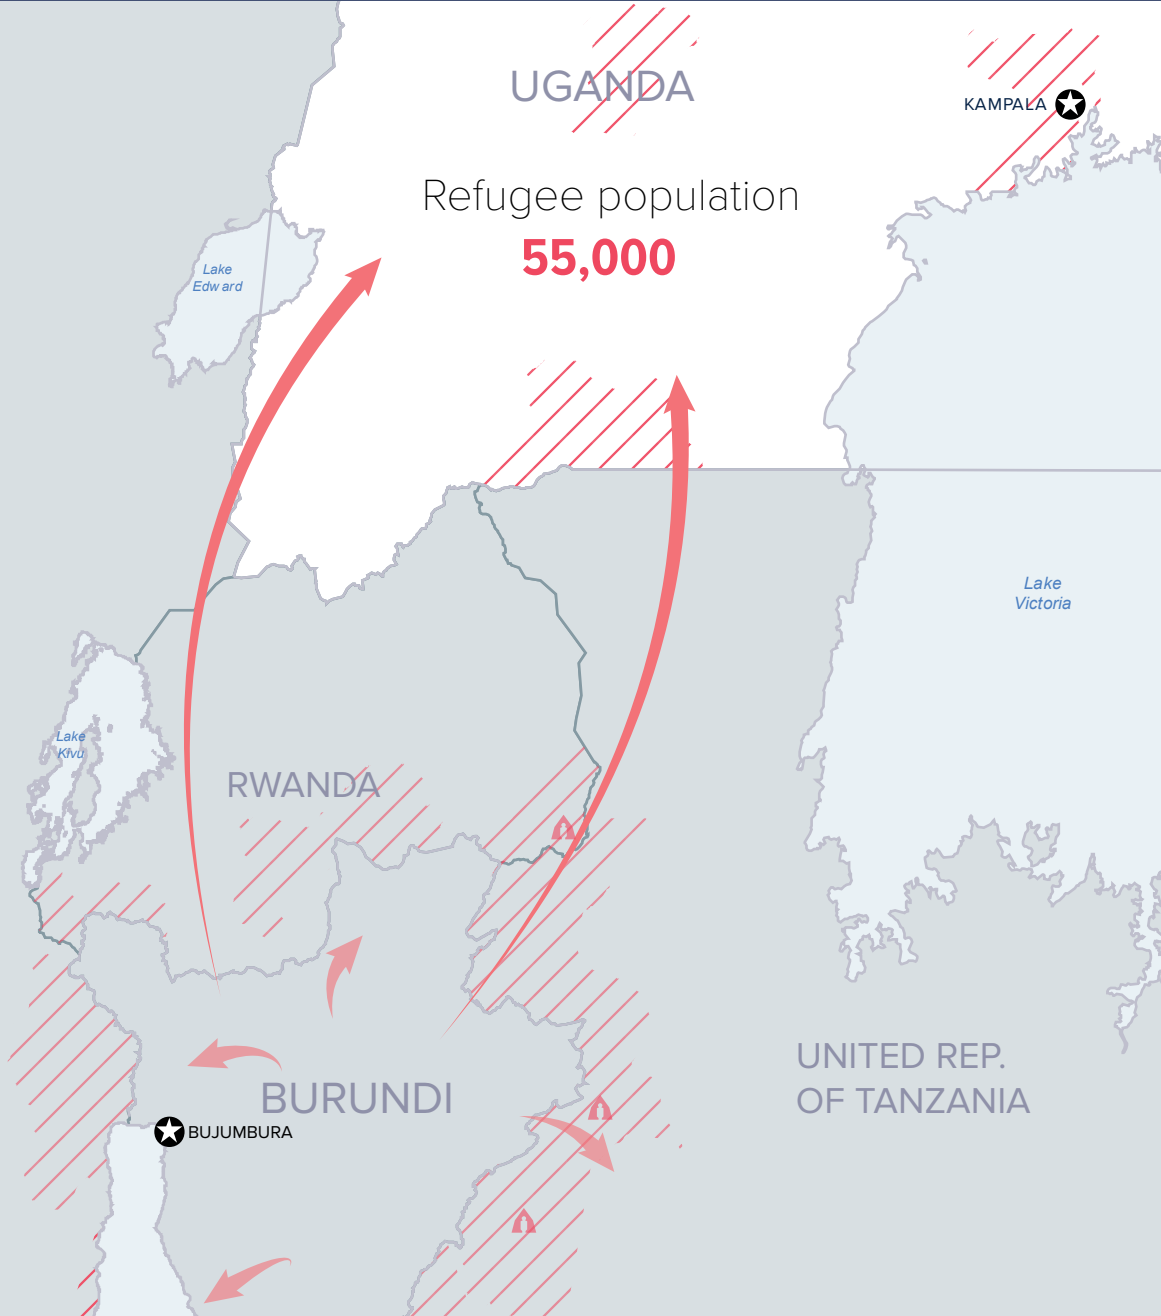 UGANDA
KAMPALA
Refugee population
55,000
Lake
Edward
Lake
Victoria
Lake
Kivu
RWANDA
UNITED REP.
OF TANZANIA
BURUNDI
BUJUMBURA